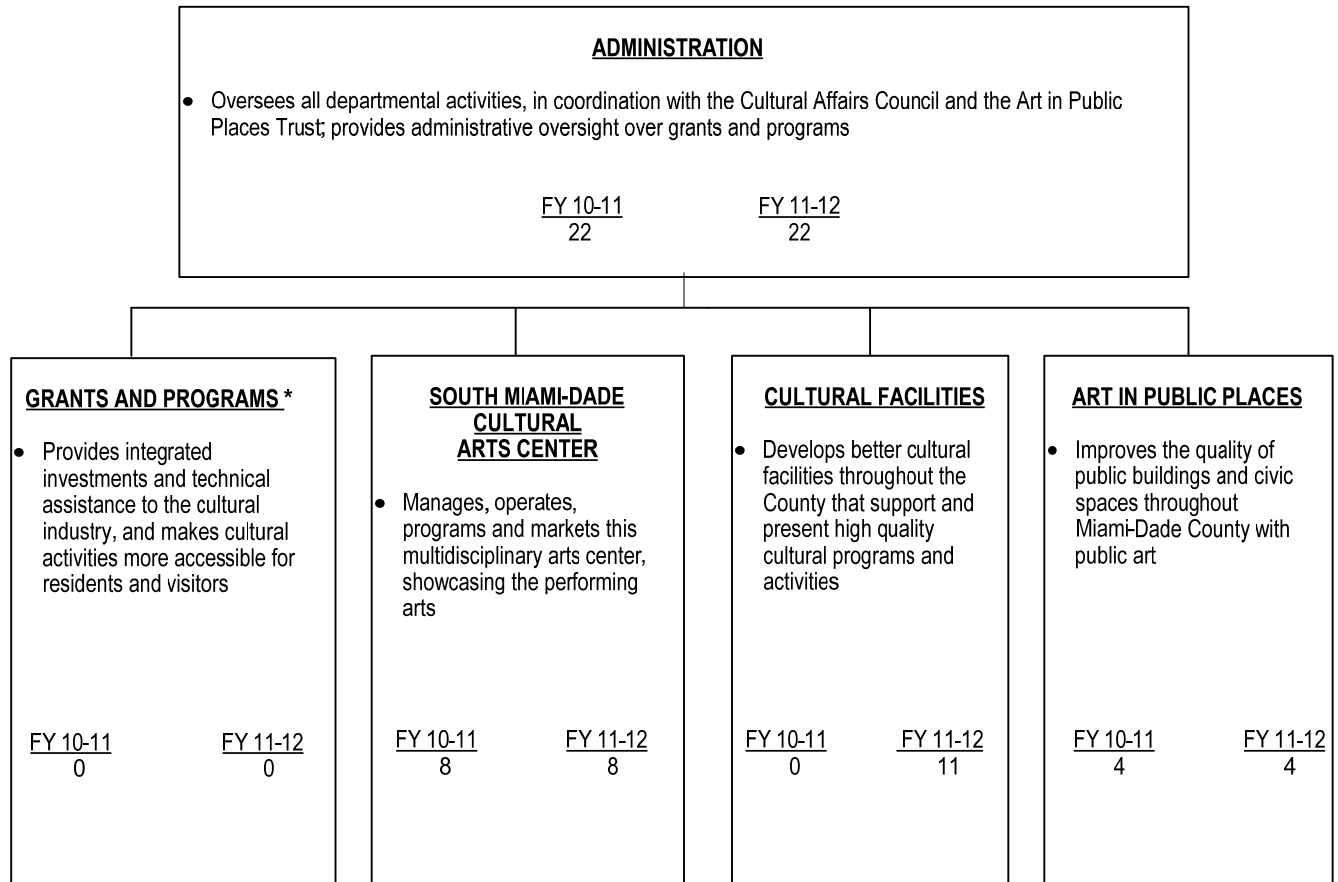 ADMINISTRATION
• Oversees all departmental activities, in coordination with the Cultural Affairs Council and the Art in Public
Places Trust; provides administrative oversight over grants and programs
FY 10-11 FY 11-12
22 22
GRANTS AND PROGRAMS *
• Provides integrated
investments and technical
assistance to the cultural
industry, and makes cultural
activities more accessible for
residents and visitors
FY 10-11 FY 11-12
0 0
SOUTH MIAMI-DADE
CULTURAL
ARTS CENTER
• Manages, operates,
programs and markets this
multidisciplinary arts center,
showcasing the performing
arts
FY 10-11 FY 11-12
8 8
CULTURAL FACILITIES
• Develops better cultural
facilities throughout the
County that support and
present high quality
cultural programs and
activities
FY 10-11 FY 11-12
0 11
ART IN PUBLIC PLACES
• Improves the quality of
public buildings and civic
spaces throughout
Miami-Dade County with
public art
FY 10-11 FY 11-12
4 4